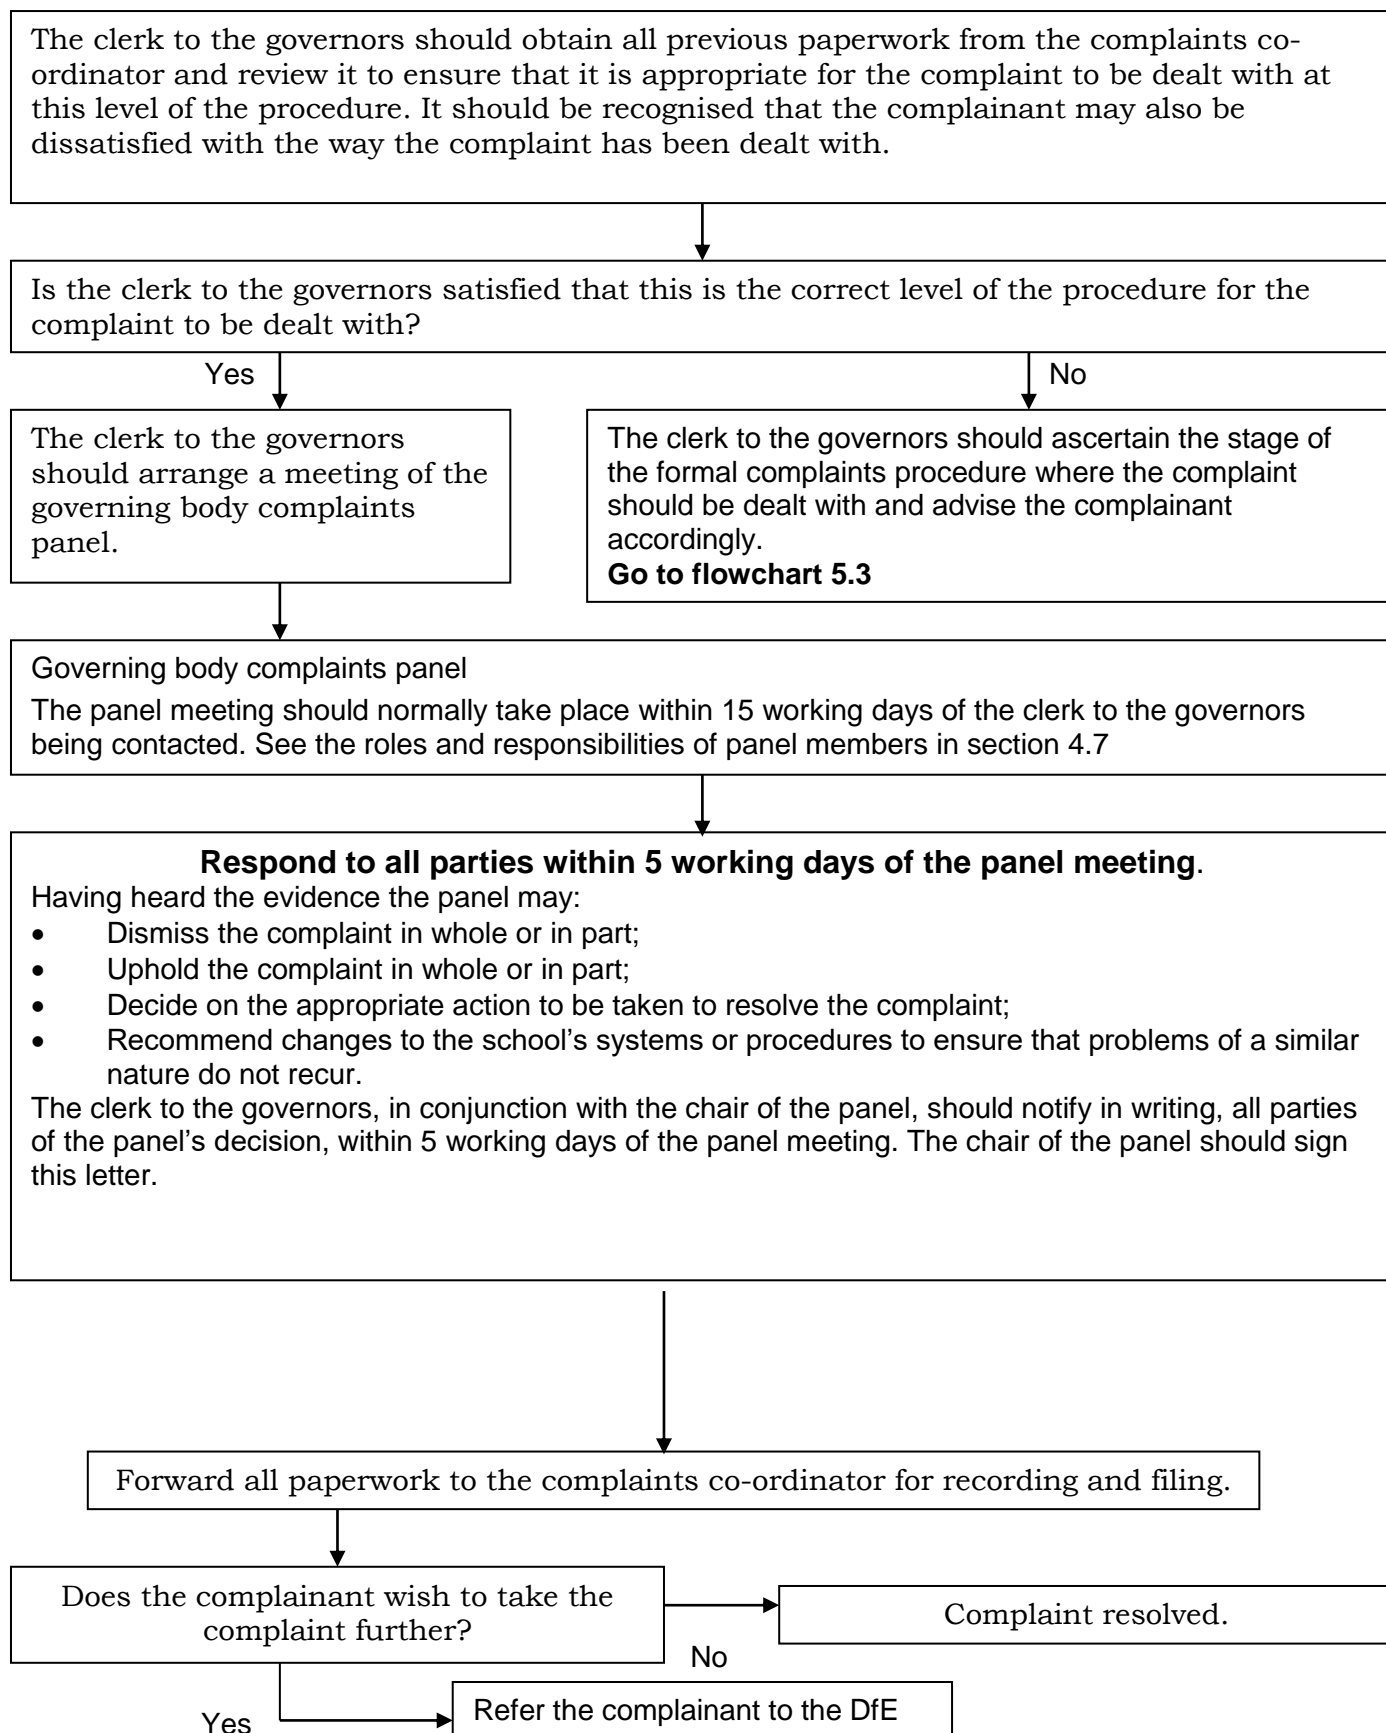 The clerk to the governors should obtain all previous paperwork from the complaints co-
ordinator and review it to ensure that it is appropriate for the complaint to be dealt with at
this level of the procedure. It should be recognised that the complainant may also be
dissatisfied with the way the complaint has been dealt with.
Is the clerk to the governors satisfied that this is the correct level of the procedure for the
complaint to be dealt with?
Yes
No
The clerk to the governors
should arrange a meeting of the
governing body complaints
panel.
The clerk to the governors should ascertain the stage of
the formal complaints procedure where the complaint
should be dealt with and advise the complainant
accordingly.
Go to flowchart 5.3
Governing body complaints panel
The panel meeting should normally take place within 15 working days of the clerk to the governors
being contacted. See the roles and responsibilities of panel members in section 4.7
Respond to all parties within 5 working days of the panel meeting.
Having heard the evidence the panel may:
• Dismiss the complaint in whole or in part;
• Uphold the complaint in whole or in part;
• Decide on the appropriate action to be taken to resolve the complaint;
• Recommend changes to the school's systems or procedures to ensure that problems of a similar
nature do not recur.
The clerk to the governors, in conjunction with the chair of the panel, should notify in writing, all parties
of the panel's decision, within 5 working days of the panel meeting. The chair of the panel should sign
this letter.
Forward all paperwork to the complaints co-ordinator for recording and filing.
Does the complainant wish to take the
complaint further?
Complaint resolved.
No
Yes
Refer the complainant to the DfE